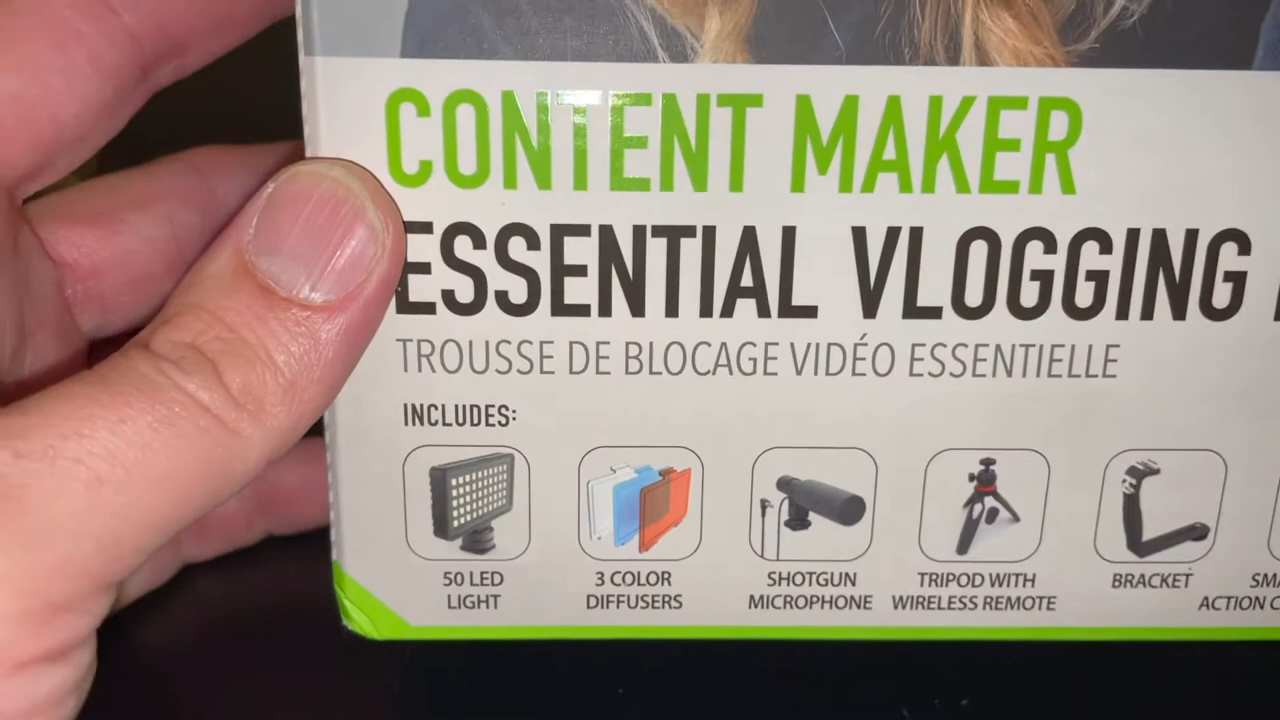 CONTENT MAKER
ESSENTIAL VLOGGING
TROUSSE DE BLOCAGE VIDÉO ESSENTIELLE
INCLUDES:
50 LED
LIGHT
3 COLOR
DIFFUSERS
SHOTGUN
MICROPHONE
TRIPOD WITH
WIRELESS REMOTE
BRACKET
ACTION